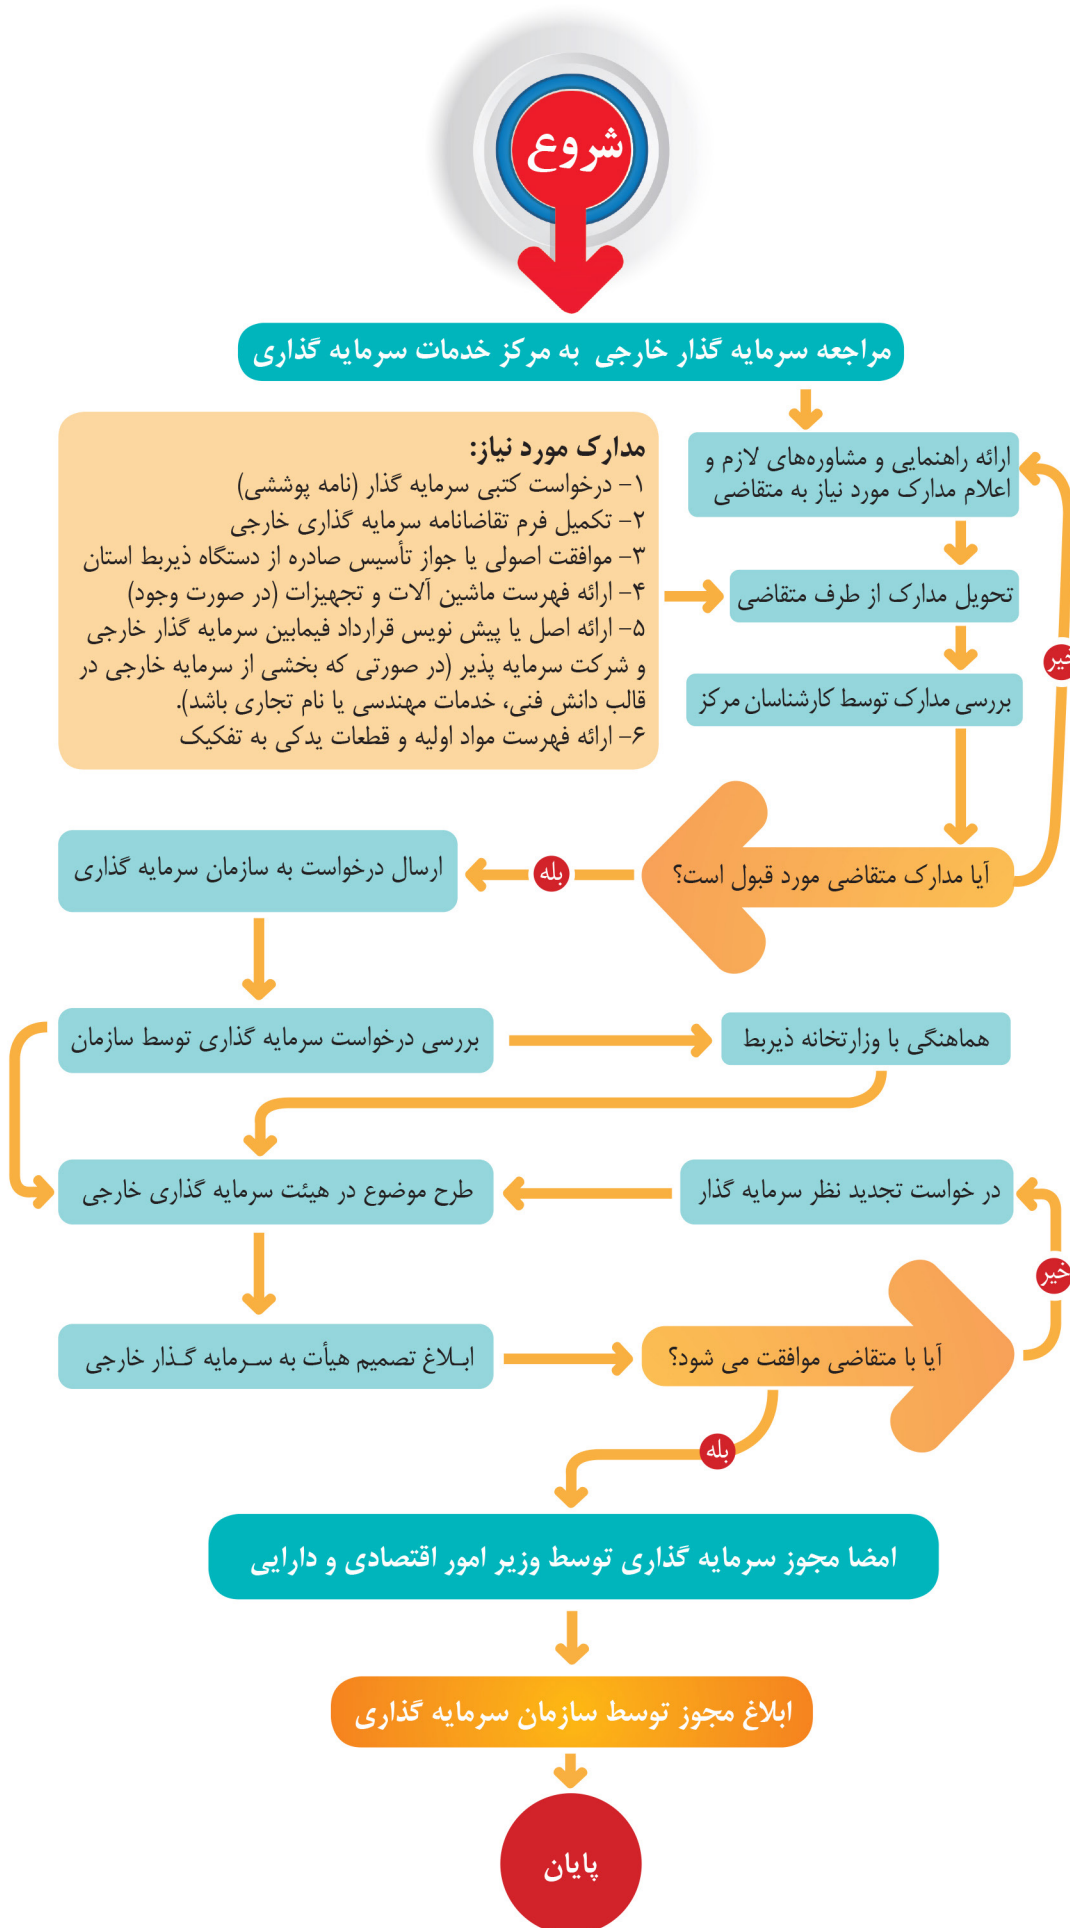 شروع
مراجعه سرمایه گذار خارجی به مرکز خدمات سرمایه گذاری
ارائه راهنمایی و مشاوره‌های لازم و
اعلام مدارک مورد نیاز به متقاضی
مدارک مورد نیاز:
۱- درخواست کتبی سرمایه گذار (نامه پوششی)
۲- تکمیل فرم تقاضانامه سرمایه گذاری خارجی
۳- موافقت اصولی یا جواز تأسیس صادره از دستگاه ذیربط استان
۴- ارائه فهرست ماشین آلات و تجهیزات (در صورت وجود)
۵- ارائه اصل یا پیش نویس قرارداد فیمابین سرمایه گذار خارجی
و شرکت سرمایه پذیر (در صورتی که بخشی از سرمایه خارجی در
قالب دانش فنی، خدمات مهندسی یا نام تجاری باشد).
۶- ارائه فهرست مواد اولیه و قطعات یدکی به تفکیک
تحویل مدارک از طرف متقاضی
خیر
بررسی مدارک توسط کارشناسان مرکز
آیا مدارک متقاضی مورد قبول است؟
بله
ارسال درخواست به سازمان سرمایه گذاری
بررسی درخواست سرمایه گذاری توسط سازمان
هماهنگی با وزارتخانه ذیربط
طرح موضوع در هیئت سرمایه گذاری خارجی
در خواست تجدید نظر سرمایه گذار
خیر
ابـلاغ تصمیم هیأت به سـرمایه گـذار خارجی
آیا با متقاضی موافقت می شود؟
بله
امضا مجوز سرمایه گذاری توسط وزیر امور اقتصادی و دارایی
ابلاغ مجوز توسط سازمان سرمایه گذاری
پایان